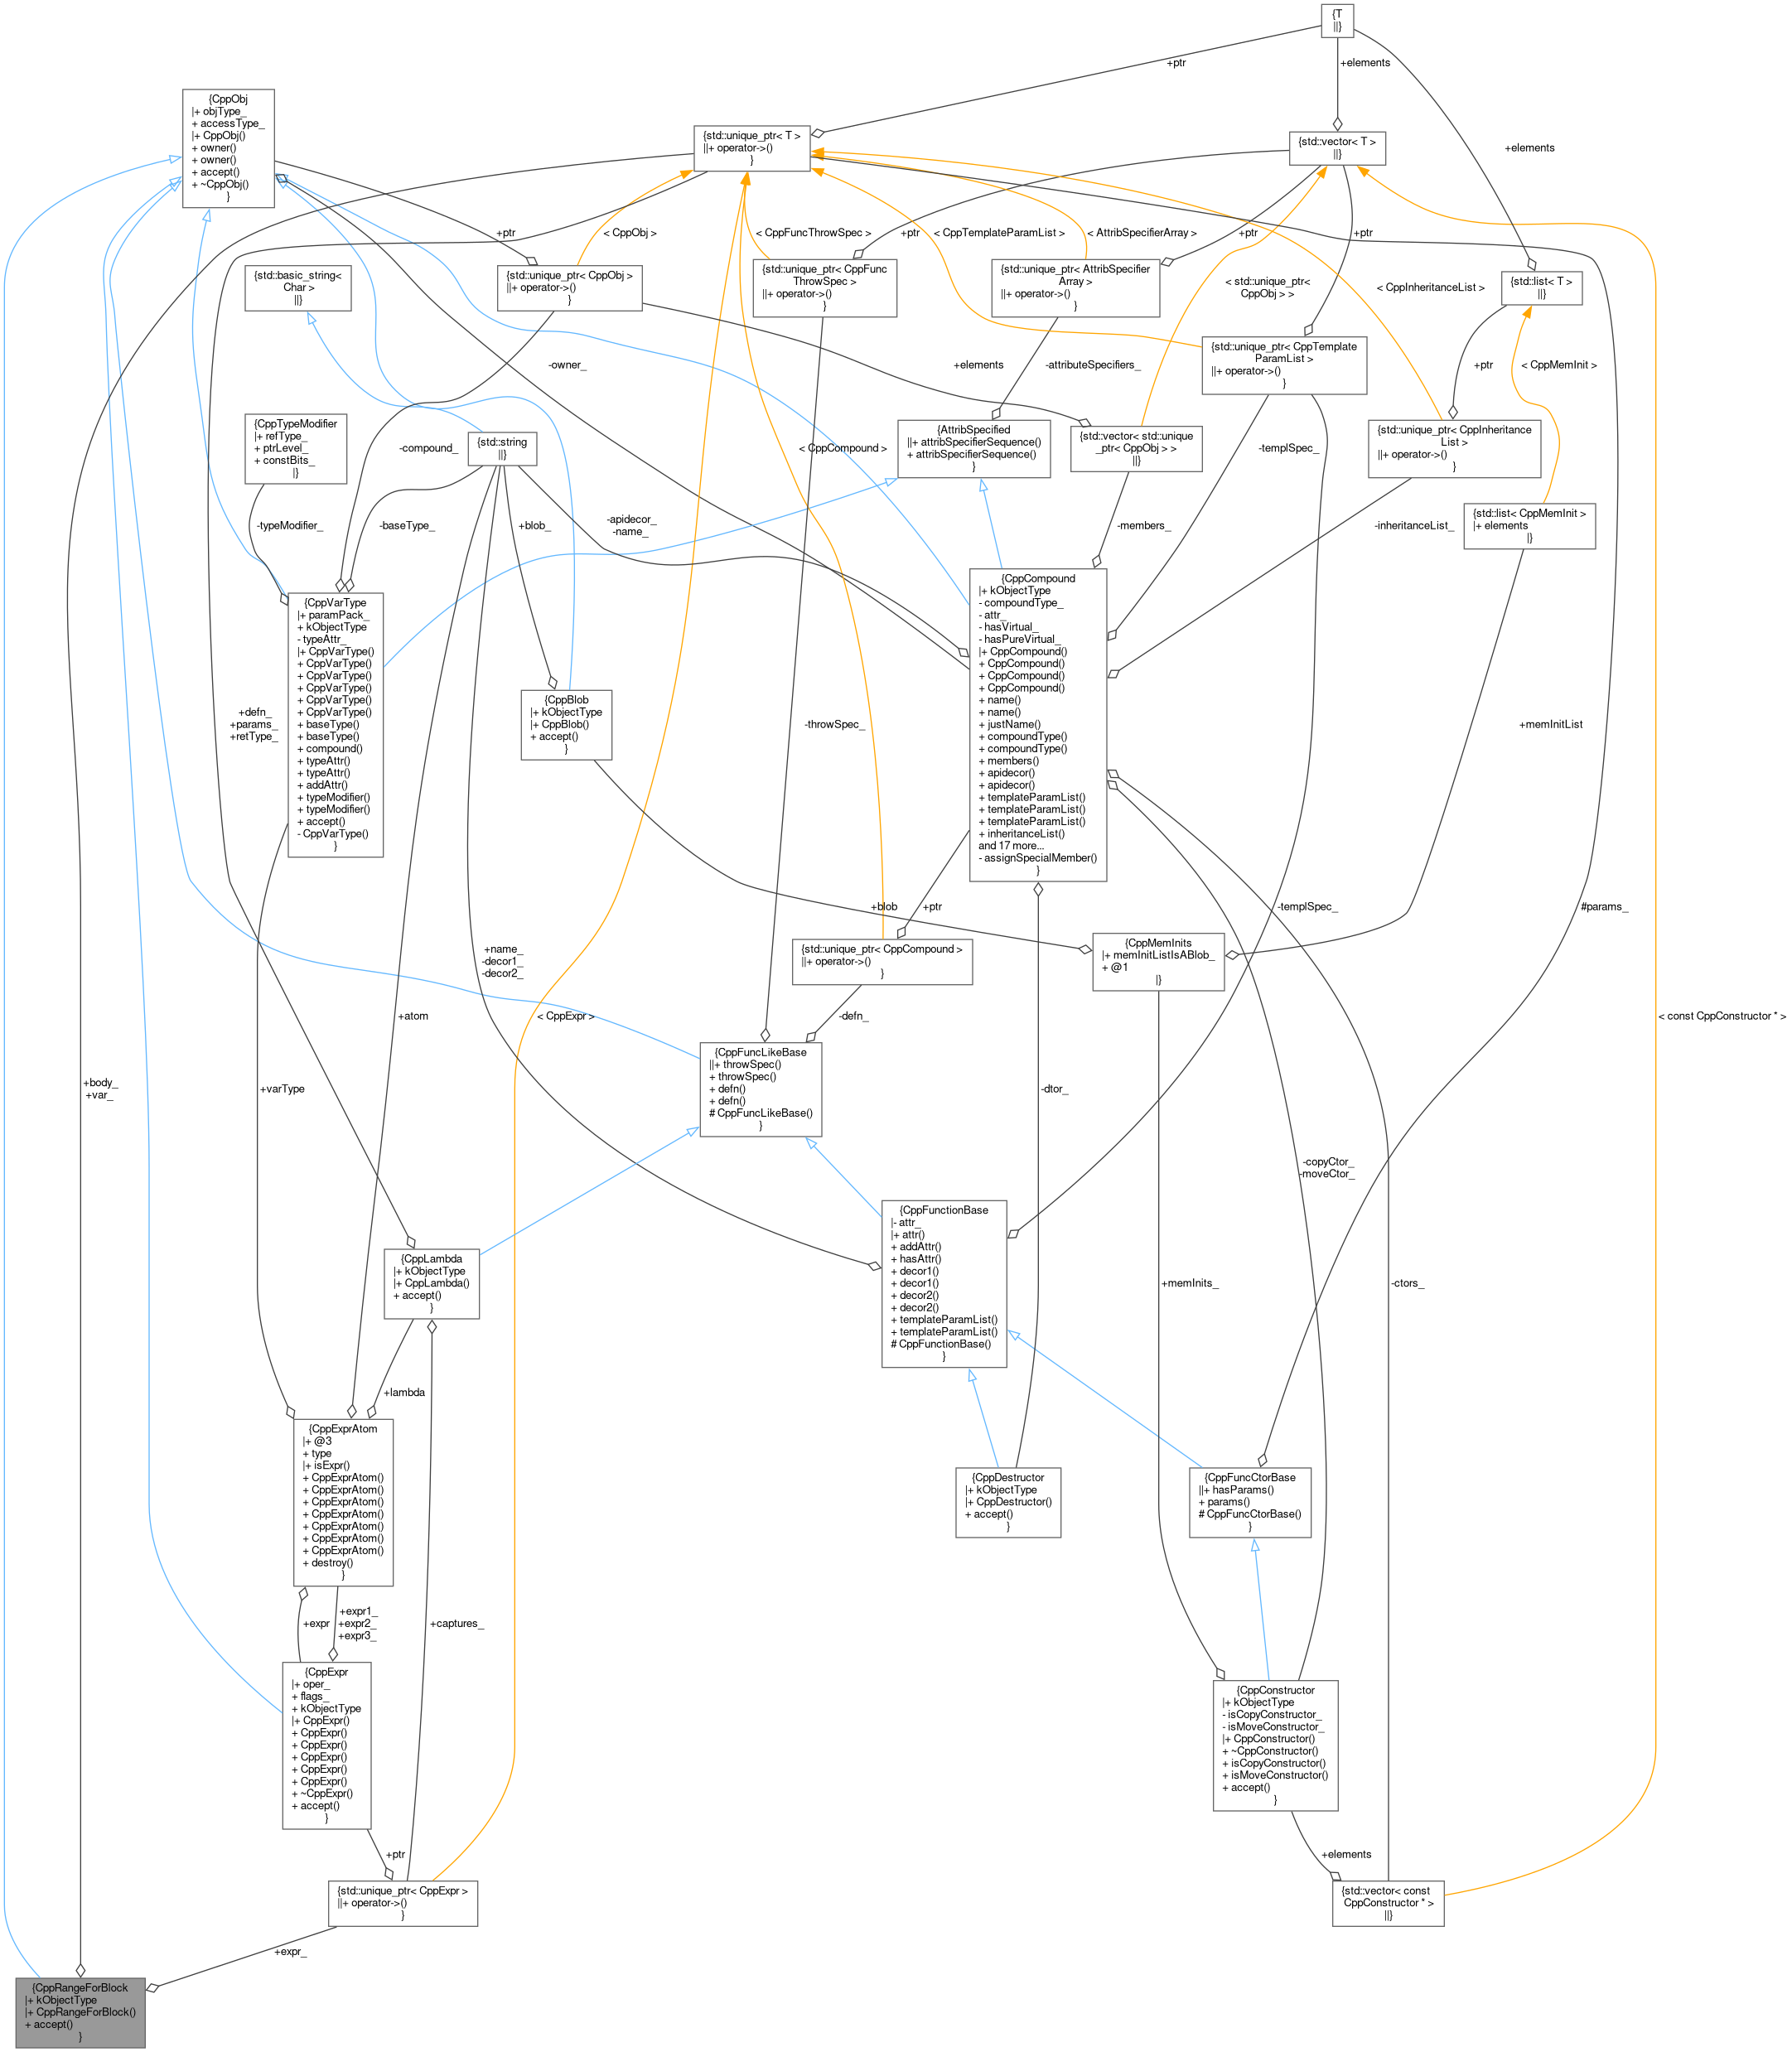 {T
||}
+ptr
+elements
+elements
{CppObj
|+ objType_
+ accessType_
|+ CppObj()
+ owner()
+ owner()
+ accept()
+ ~CppObj()
}
{std::unique_ptr< T >
||+ operator->()
}
{std::vector< T >
||}
+ptr
< CppObj >
< CppFuncThrowSpec >
+ptr
< CppTemplateParamList >
< AttribSpecifierArray >
+ptr
+ptr
{std::basic_string<
Char >
||}
{std::unique_ptr< CppObj >
||+ operator->()
}
{std::unique_ptr< CppFunc
ThrowSpec >
||+ operator->()
}
{std::unique_ptr< AttribSpecifier
Array >
||+ operator->()
}
< std::unique_ptr<
CppObj > >
< CppInheritanceList >
{std::list< T >
||}
-owner_
+elements
-attributeSpecifiers_
{std::unique_ptr< CppTemplate
ParamList >
||+ operator->()
}
+ptr
< CppMemInit >
{CppTypeModifier
|+ refType_
+ ptrLevel_
+ constBits_
|}
-compound_
{std::string
||}
< CppCompound >
{AttribSpecified
||+ attribSpecifierSequence()
+ attribSpecifierSequence()
}
{std::vector< std::unique
_ptr< CppObj > >
||}
-templSpec_
{std::unique_ptr< CppInheritance
List >
||+ operator->()
}
-typeModifier_
-baseType_
+blob_
-apidecor_
-name_
-members_
-inheritanceList_
{std::list< CppMemInit >
|+ elements
|}
{CppVarType
|+ paramPack_
+ kObjectType
- typeAttr_
|+ CppVarType()
+ CppVarType()
+ CppVarType()
+ CppVarType()
+ CppVarType()
+ CppVarType()
+ baseType()
+ baseType()
+ compound()
+ typeAttr()
+ typeAttr()
+ addAttr()
+ typeModifier()
+ typeModifier()
+ accept()
- CppVarType()
}
{CppCompound
|+ kObjectType
- compoundType_
- attr_
- hasVirtual_
- hasPureVirtual_
|+ CppCompound()
+ CppCompound()
+ CppCompound()
+ CppCompound()
+ name()
+ name()
+ justName()
+ compoundType()
+ compoundType()
+ members()
+ apidecor()
+ apidecor()
+ templateParamList()
+ templateParamList()
+ templateParamList()
+ inheritanceList()
and 17 more...
- assignSpecialMember()
}
+defn_
+params_
+retType_
{CppBlob
|+ kObjectType
|+ CppBlob()
+ accept()
}
-throwSpec_
+memInitList
+blob
+ptr
-templSpec_
#params_
+name_
-decor1_
-decor2_
{std::unique_ptr< CppCompound >
||+ operator->()
}
{CppMemInits
|+ memInitListIsABlob_
+ @1
|}
+atom
< CppExpr >
-defn_
< const CppConstructor * >
+body_
+var_
+varType
{CppFuncLikeBase
||+ throwSpec()
+ throwSpec()
+ defn()
+ defn()
# CppFuncLikeBase()
}
-dtor_
-copyCtor_
-moveCtor_
{CppFunctionBase
|- attr_
|+ attr()
+ addAttr()
+ hasAttr()
+ decor1()
+ decor1()
+ decor2()
+ decor2()
+ templateParamList()
+ templateParamList()
# CppFunctionBase()
}
{CppLambda
|+ kObjectType
|+ CppLambda()
+ accept()
}
+memInits_
-ctors_
+lambda
{CppExprAtom
|+ @3
+ type
|+ isExpr()
+ CppExprAtom()
+ CppExprAtom()
+ CppExprAtom()
+ CppExprAtom()
+ CppExprAtom()
+ CppExprAtom()
+ CppExprAtom()
+ destroy()
}
{CppDestructor
|+ kObjectType
|+ CppDestructor()
+ accept()
}
{CppFuncCtorBase
||+ hasParams()
+ params()
# CppFuncCtorBase()
}
+expr
+expr1_
+expr2_
+expr3_
+captures_
{CppExpr
|+ oper_
+ flags_
+ kObjectType
|+ CppExpr()
+ CppExpr()
+ CppExpr()
+ CppExpr()
+ CppExpr()
+ CppExpr()
+ ~CppExpr()
+ accept()
}
{CppConstructor
|+ kObjectType
- isCopyConstructor_
- isMoveConstructor_
|+ CppConstructor()
+ ~CppConstructor()
+ isCopyConstructor()
+ isMoveConstructor()
+ accept()
}
+ptr
+elements
{std::unique_ptr< CppExpr >
||+ operator->()
}
{std::vector< const
CppConstructor * >
||}
+expr_
{CppRangeForBlock
|+ kObjectType
|+ CppRangeForBlock()
+ accept()
}